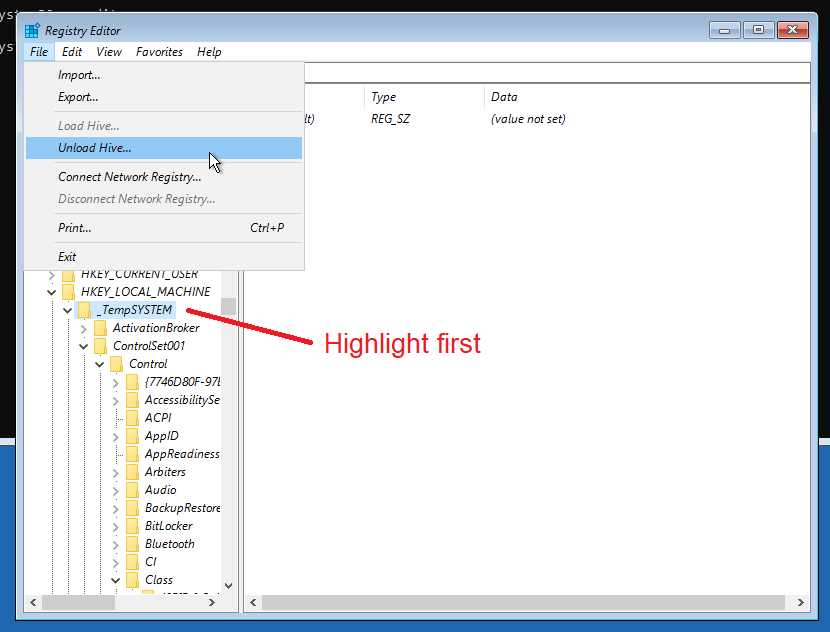 yst
Registry Editor
yst
File Edit View Favorites Help
Import...
Export...
Type Data
lt) REG_SZ (value not set)
Load Hive...
Unload Hive...
Connect Network Registry...
Disconnect Network Registry...
Print... Ctrl+P
Exit
HKEY_CURRENT_USER
HKEY_LOCAL_MACHINE
_TempSYSTEM
ActivationBroker
Highlight first
ControlSet001
Control
{7746D80F-97E
AccessibilitySe
ACPI
AppID
AppReadiness
Arbiters
Audio
BackupRestore
BitLocker
Bluetooth
CI
Class